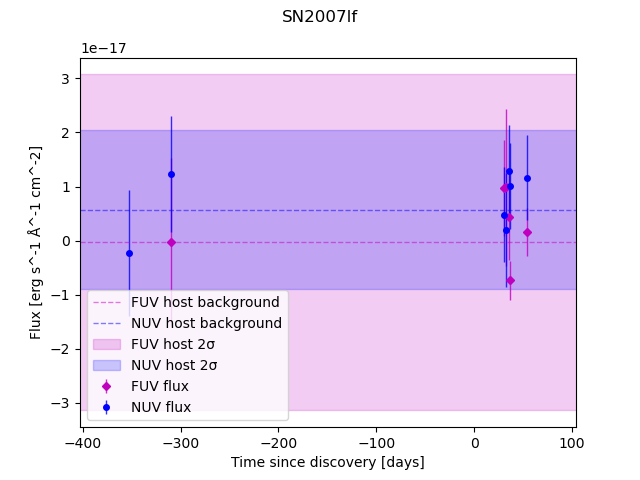 SN2007lf
1e−17
Flux [erg s^-1 Å^-1 cm^-2]
3
2
1
0
−1
−2
−3
FUV host background
NUV host background
FUV host 2σ
NUV host 2σ
FUV flux
NUV flux
−400 −300 −200 −100 0 100
Time since discovery [days]